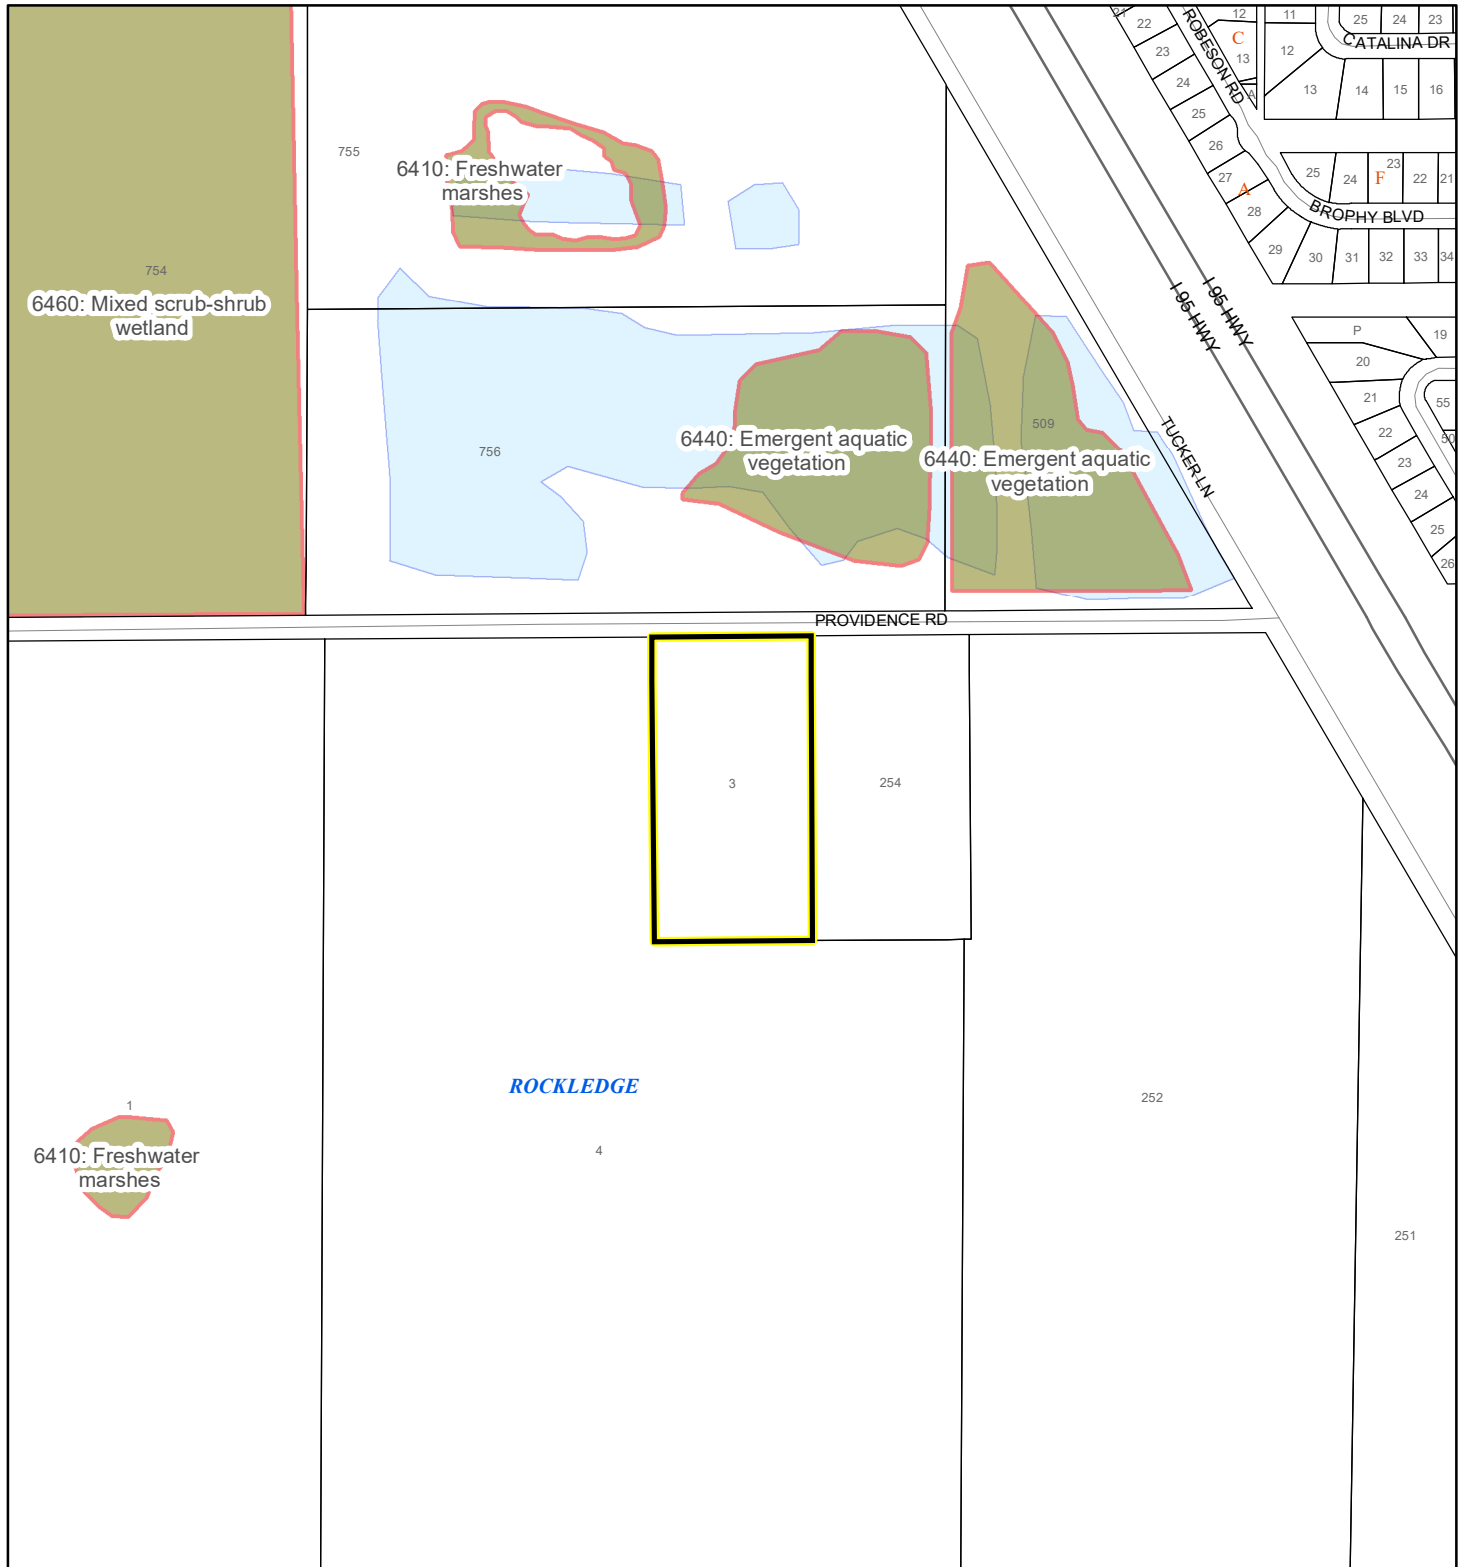 21
22
23
24
25
26
27
28
29
30
31
32
33
34
ROBESON RD
12
C
13
A
11
12
13
14
15
16
25
24
23
CATALINA DR
25
24
23
F
22
21
A
BROPHY BLVD
755
6410: Freshwater
marshes
754
6460: Mixed scrub-shrub
wetland
I-95 HWY
I-95 HWY
P
19
20
21
22
23
24
25
26
55
50
756
6440: Emergent aquatic
vegetation
509
6440: Emergent aquatic
vegetation
TUCKER LN
PROVIDENCE RD
3
254
ROCKLEDGE
4
252
1
6410: Freshwater
marshes
251